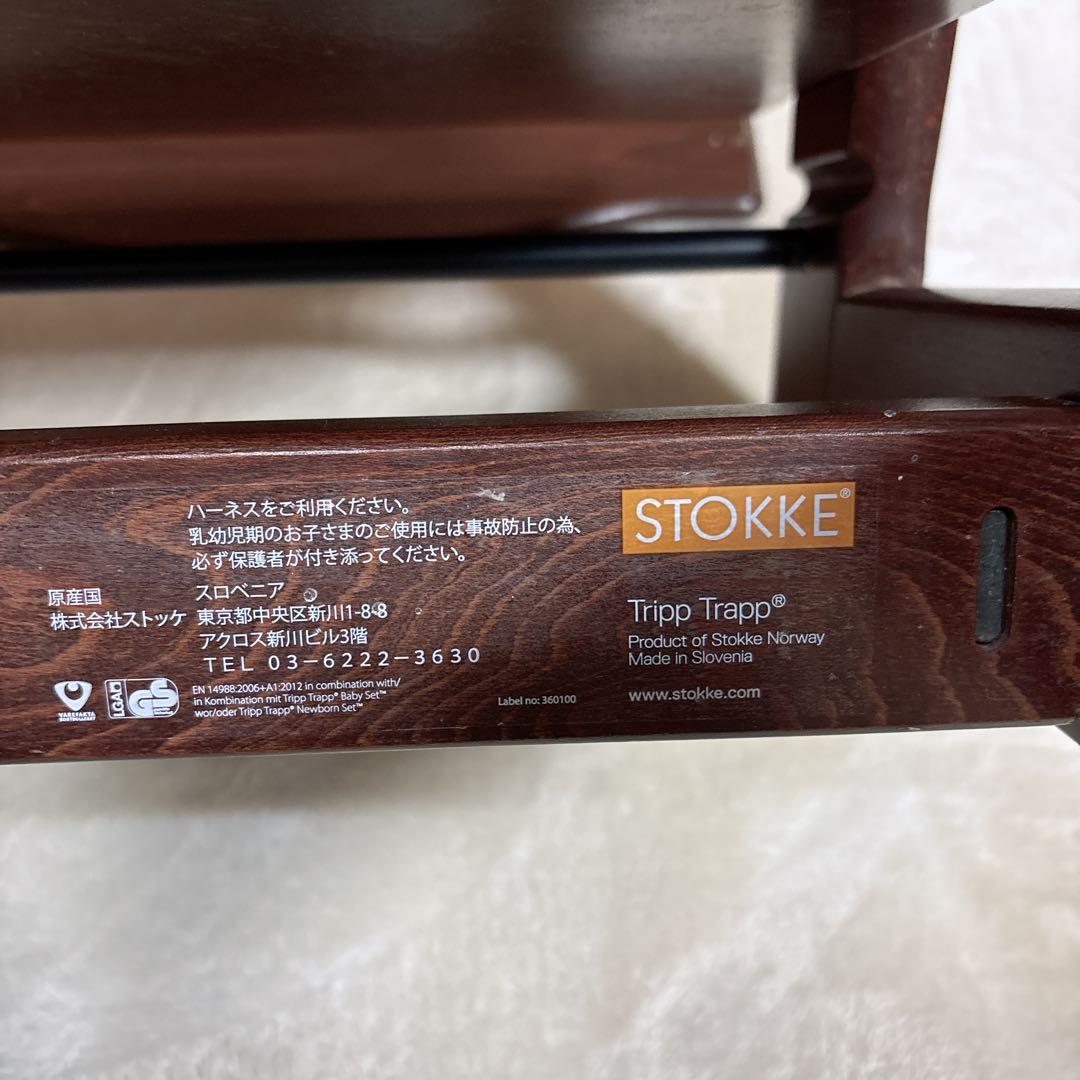 ハーネスをご利用ください。
乳幼児期のお子さまのご使用には事故防止の為、
必ず保護者が付き添ってください。
原産国 スロベニア
株式会社ストッケ 東京都中央区新川1-8-8
アクロス新川ビル3階
TEL 03-6222-3630
VAREFAKTA
LGA
GS
EN 14988:2006+A1:2012 in combination with/
in Kombination mit Tripp Trapp® Baby Set™
wor/oder Tripp Trapp® Newborn Set™
Label no: 360100
STOKKE®
Tripp Trapp®
Product of Stokke Norway
Made in Slovenia
www.stokke.com